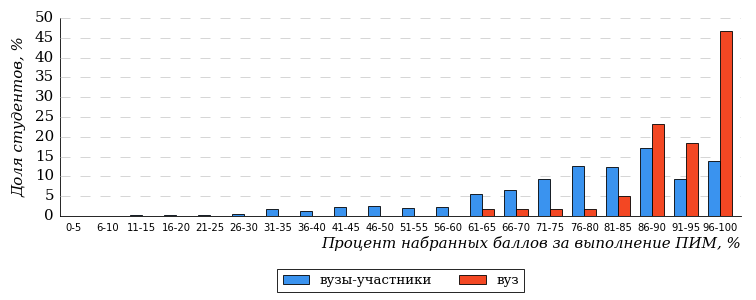 Доля студентов, %
50
45
40
35
30
25
20
15
10
5
0
0-5 6-10 11-15 16-20 21-25 26-30 31-35 36-40 41-45 46-50 51-55 56-60 61-65 66-70 71-75 76-80 81-85 86-90 91-95 96-100
Процент набранных баллов за выполнение ПИМ, %
вузы-участники вуз